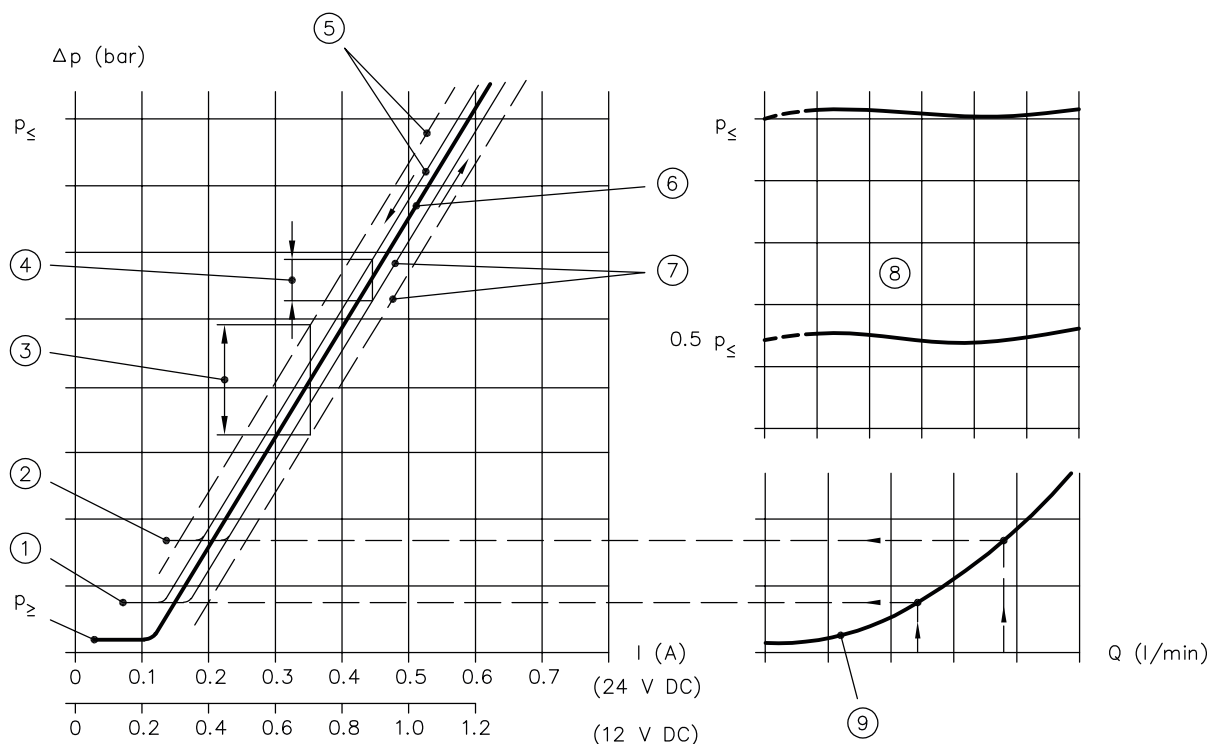 5
Δp (bar)
p≤
p≤
6
4
8
7
0.5 p≤
3
2
1
p≥
I (A)
Q (l/min)
0 0.1 0.2 0.3 0.4 0.5 0.6 0.7
(24 V DC)
9
0 0.2 0.4 0.6 0.8 1.0 1.2
(12 V DC)